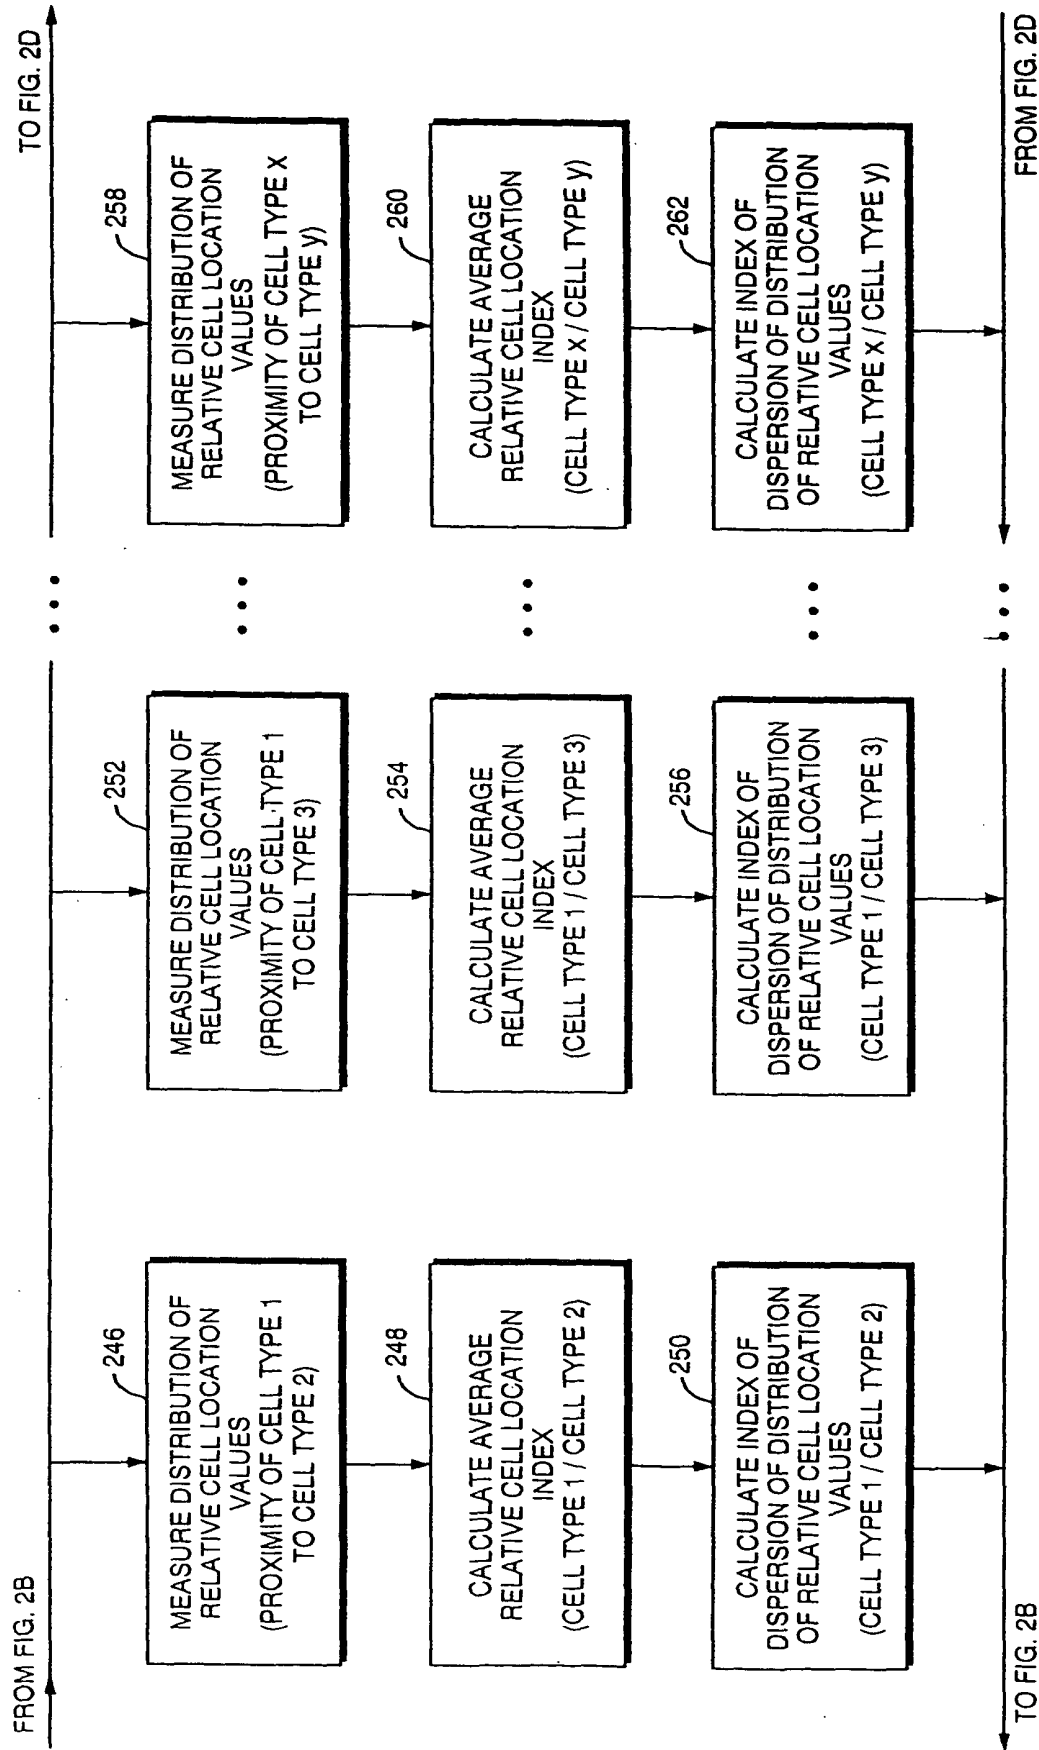 FROM FIG. 2B
TO FIG. 2D
246
MEASURE DISTRIBUTION OF
RELATIVE CELL LOCATION
VALUES
(PROXIMITY OF CELL TYPE 1
TO CELL TYPE 2)
248
CALCULATE AVERAGE
RELATIVE CELL LOCATION
INDEX
(CELL TYPE 1 / CELL TYPE 2)
250
CALCULATE INDEX OF
DISPERSION OF DISTRIBUTION
OF RELATIVE CELL LOCATION
VALUES
(CELL TYPE 1 / CELL TYPE 2)
252
MEASURE DISTRIBUTION OF
RELATIVE CELL LOCATION
VALUES
(PROXIMITY OF CELL TYPE 1
TO CELL TYPE 3)
254
CALCULATE AVERAGE
RELATIVE CELL LOCATION
INDEX
(CELL TYPE 1 / CELL TYPE 3)
256
CALCULATE INDEX OF
DISPERSION OF DISTRIBUTION
OF RELATIVE CELL LOCATION
VALUES
(CELL TYPE 1 / CELL TYPE 3)
258
MEASURE DISTRIBUTION OF
RELATIVE CELL LOCATION
VALUES
(PROXIMITY OF CELL TYPE x
TO CELL TYPE y)
260
CALCULATE AVERAGE
RELATIVE CELL LOCATION
INDEX
(CELL TYPE x / CELL TYPE y)
262
CALCULATE INDEX OF
DISPERSION OF DISTRIBUTION
OF RELATIVE CELL LOCATION
VALUES
(CELL TYPE x / CELL TYPE y)
TO FIG. 2B
FROM FIG. 2D